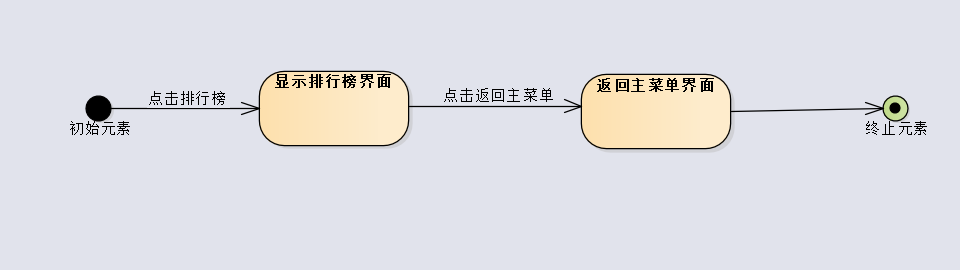 显示排行榜界面
返回主菜单界面
点击排行榜
点击返回主菜单
初始元素
终止元素